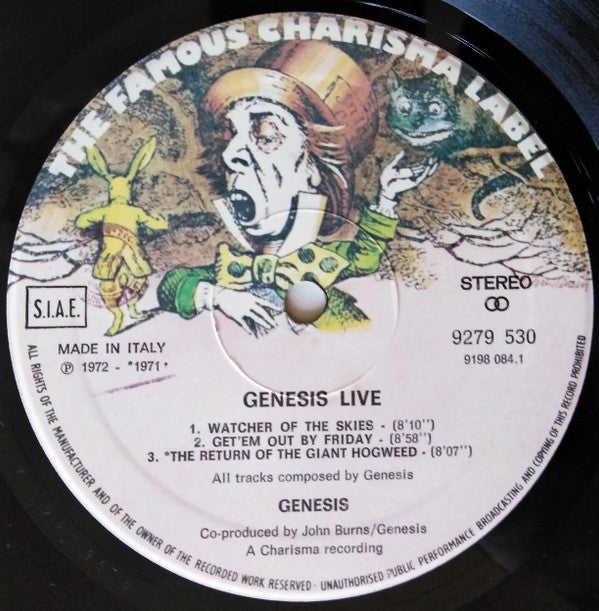 THE FAMOUS CHARISMA LABEL
STEREO
S.I.A.E.
9279 530
MADE IN ITALY
9198 084.1
Ⓟ 1972 - *1971*
GENESIS LIVE
1. WATCHER OF THE SKIES - (8'10'')
2. GET'EM OUT BY FRIDAY - (8'58'')
3. *THE RETURN OF THE GIANT HOGWEED - (8'07'')
All tracks composed by Genesis
GENESIS
Co-produced by John Burns/Genesis
A Charisma recording
ALL RIGHTS OF THE MANUFACTURER AND OF THE OWNER OF THE RECORDED WORK RESERVED - UNAUTHORISED PUBLIC PERFORMANCE BROADCASTING AND COPYING OF THIS RECORD PROHIBITED